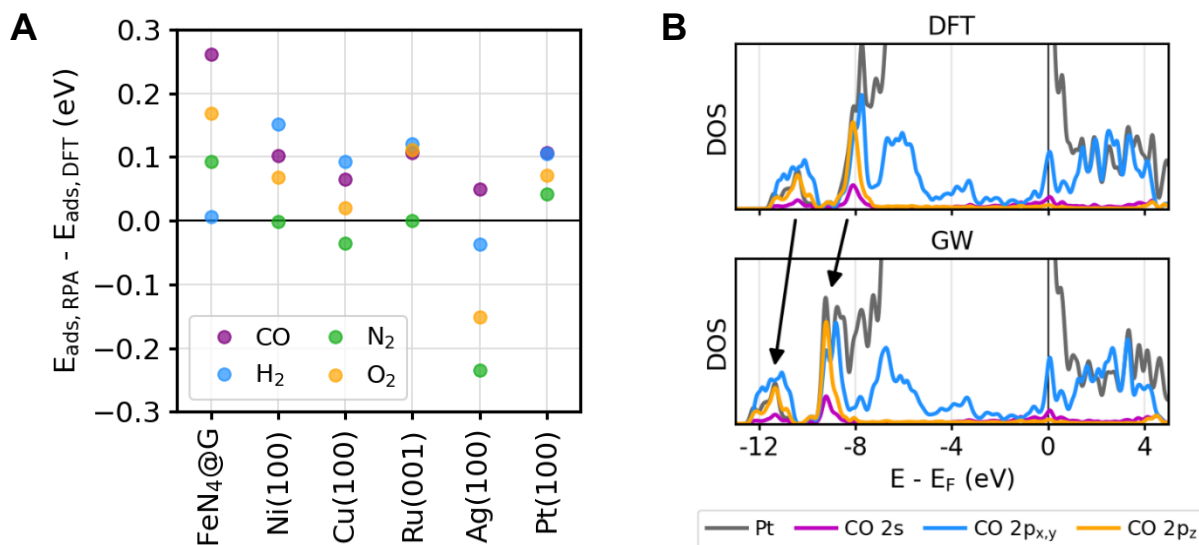 A
E_ads, RPA - E_ads, DFT (eV)
0.3
0.2
0.1
0.0
−0.1
−0.2
−0.3
CO
N₂
H₂
O₂
FeN₄@G
Ni(100)
Cu(100)
Ru(001)
Ag(100)
Pt(100)
B
DFT
DOS
GW
DOS
-12
-8
-4
0
4
E - E_F (eV)
Pt
CO 2s
CO 2p_x,y
CO 2p_z